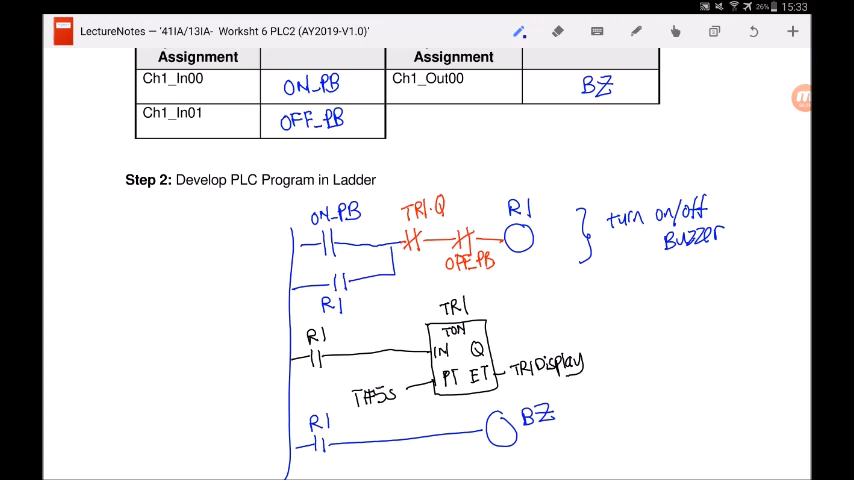 26% 15:33
LectureNotes — '41IA/13IA- Worksht 6 PLC2 (AY2019-V1.0)'
Assignment Assignment
Ch1_In00 ON_PB Ch1_Out00 BZ
Ch1_In01 OFF_PB
Step 2: Develop PLC Program in Ladder
ON_PB TR1.Q R1
turn on/off
Buzzer
OFF_PB
R1
TR1
R1 TON
IN Q
PT ET TR1Display
T#5s
R1 BZ